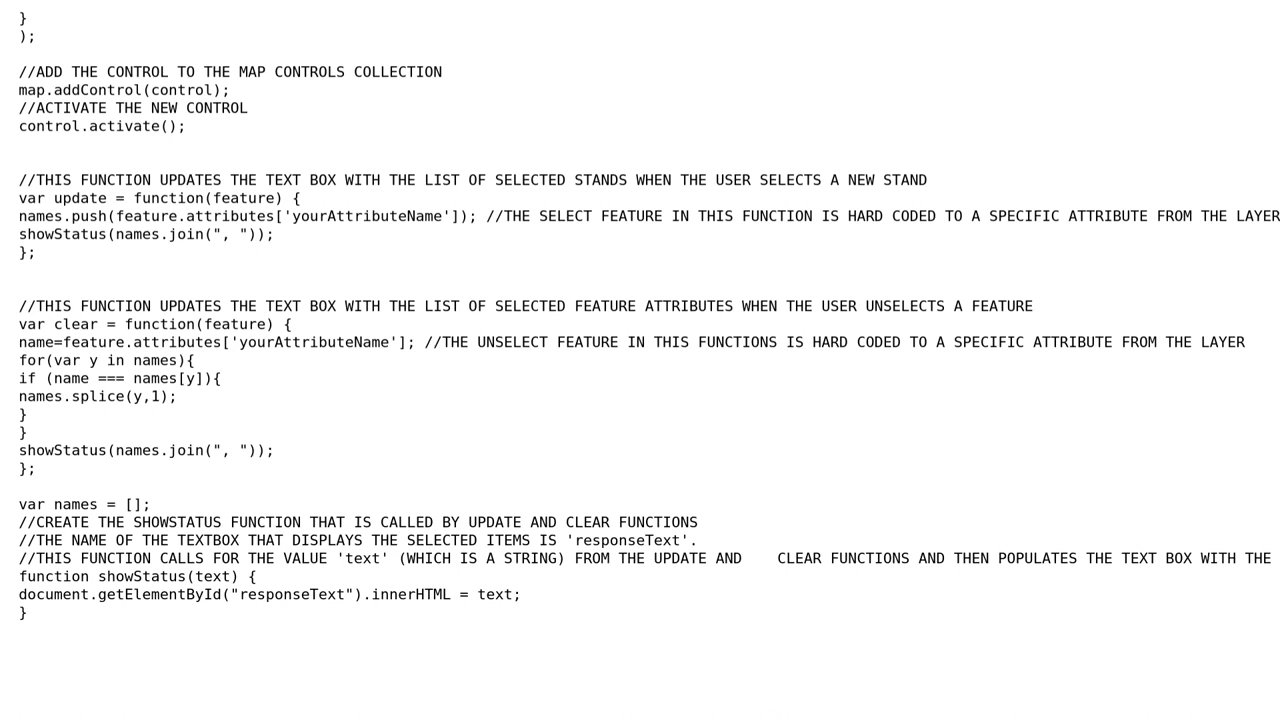 }
);
//ADD THE CONTROL TO THE MAP CONTROLS COLLECTION
map.addControl(control);
//ACTIVATE THE NEW CONTROL
control.activate();
//THIS FUNCTION UPDATES THE TEXT BOX WITH THE LIST OF SELECTED STANDS WHEN THE USER SELECTS A NEW STAND
var update = function(feature) {
names.push(feature.attributes['yourAttributeName']); //THE SELECT FEATURE IN THIS FUNCTION IS HARD CODED TO A SPECIFIC ATTRIBUTE FROM THE LAYER
showStatus(names.join(", "));
};
//THIS FUNCTION UPDATES THE TEXT BOX WITH THE LIST OF SELECTED FEATURE ATTRIBUTES WHEN THE USER UNSELECTS A FEATURE
var clear = function(feature) {
name=feature.attributes['yourAttributeName']; //THE UNSELECT FEATURE IN THIS FUNCTIONS IS HARD CODED TO A SPECIFIC ATTRIBUTE FROM THE LAYER
for(var y in names){
if (name === names[y]){
names.splice(y,1);
}
}
showStatus(names.join(", "));
};
var names = [];
//CREATE THE SHOWSTATUS FUNCTION THAT IS CALLED BY UPDATE AND CLEAR FUNCTIONS
//THE NAME OF THE TEXTBOX THAT DISPLAYS THE SELECTED ITEMS IS 'responseText'.
//THIS FUNCTION CALLS FOR THE VALUE 'text' (WHICH IS A STRING) FROM THE UPDATE AND    CLEAR FUNCTIONS AND THEN POPULATES THE TEXT BOX WITH THE
function showStatus(text) {
document.getElementById("responseText").innerHTML = text;
}